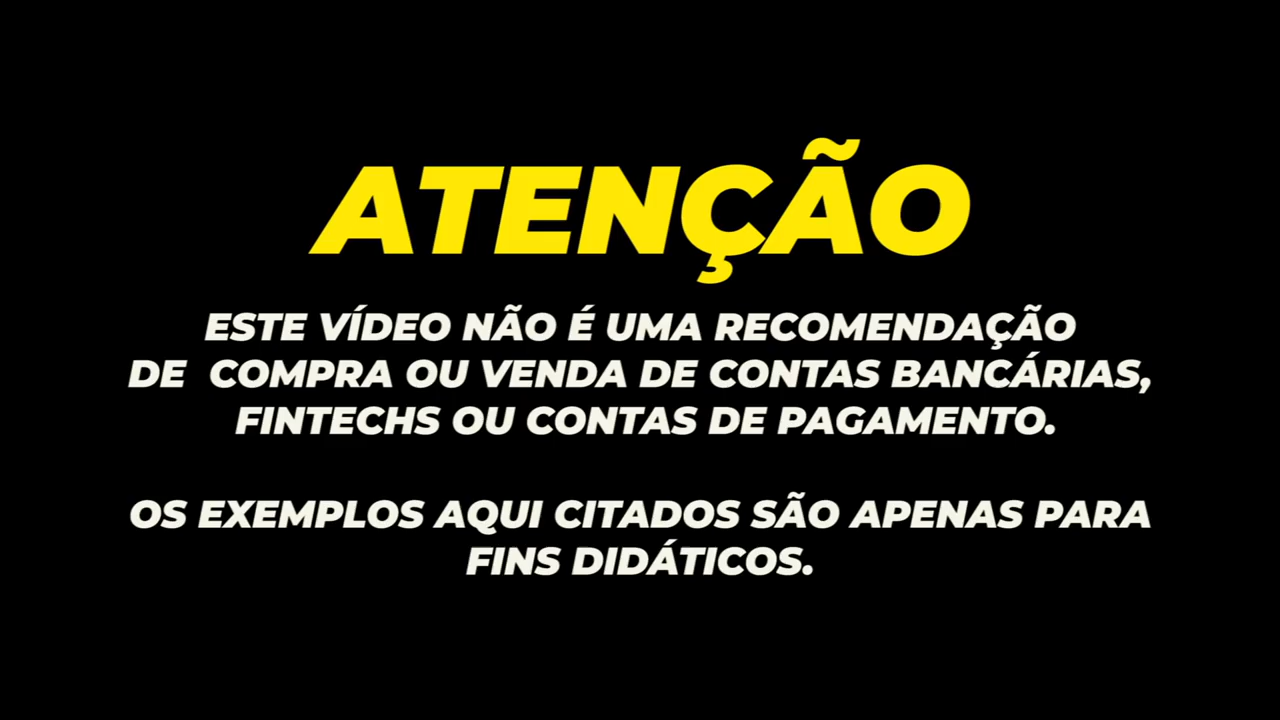 ATENÇÃO
ESTE VÍDEO NÃO É UMA RECOMENDAÇÃO
DE COMPRA OU VENDA DE CONTAS BANCÁRIAS,
FINTECHS OU CONTAS DE PAGAMENTO.
OS EXEMPLOS AQUI CITADOS SÃO APENAS PARA
FINS DIDÁTICOS.